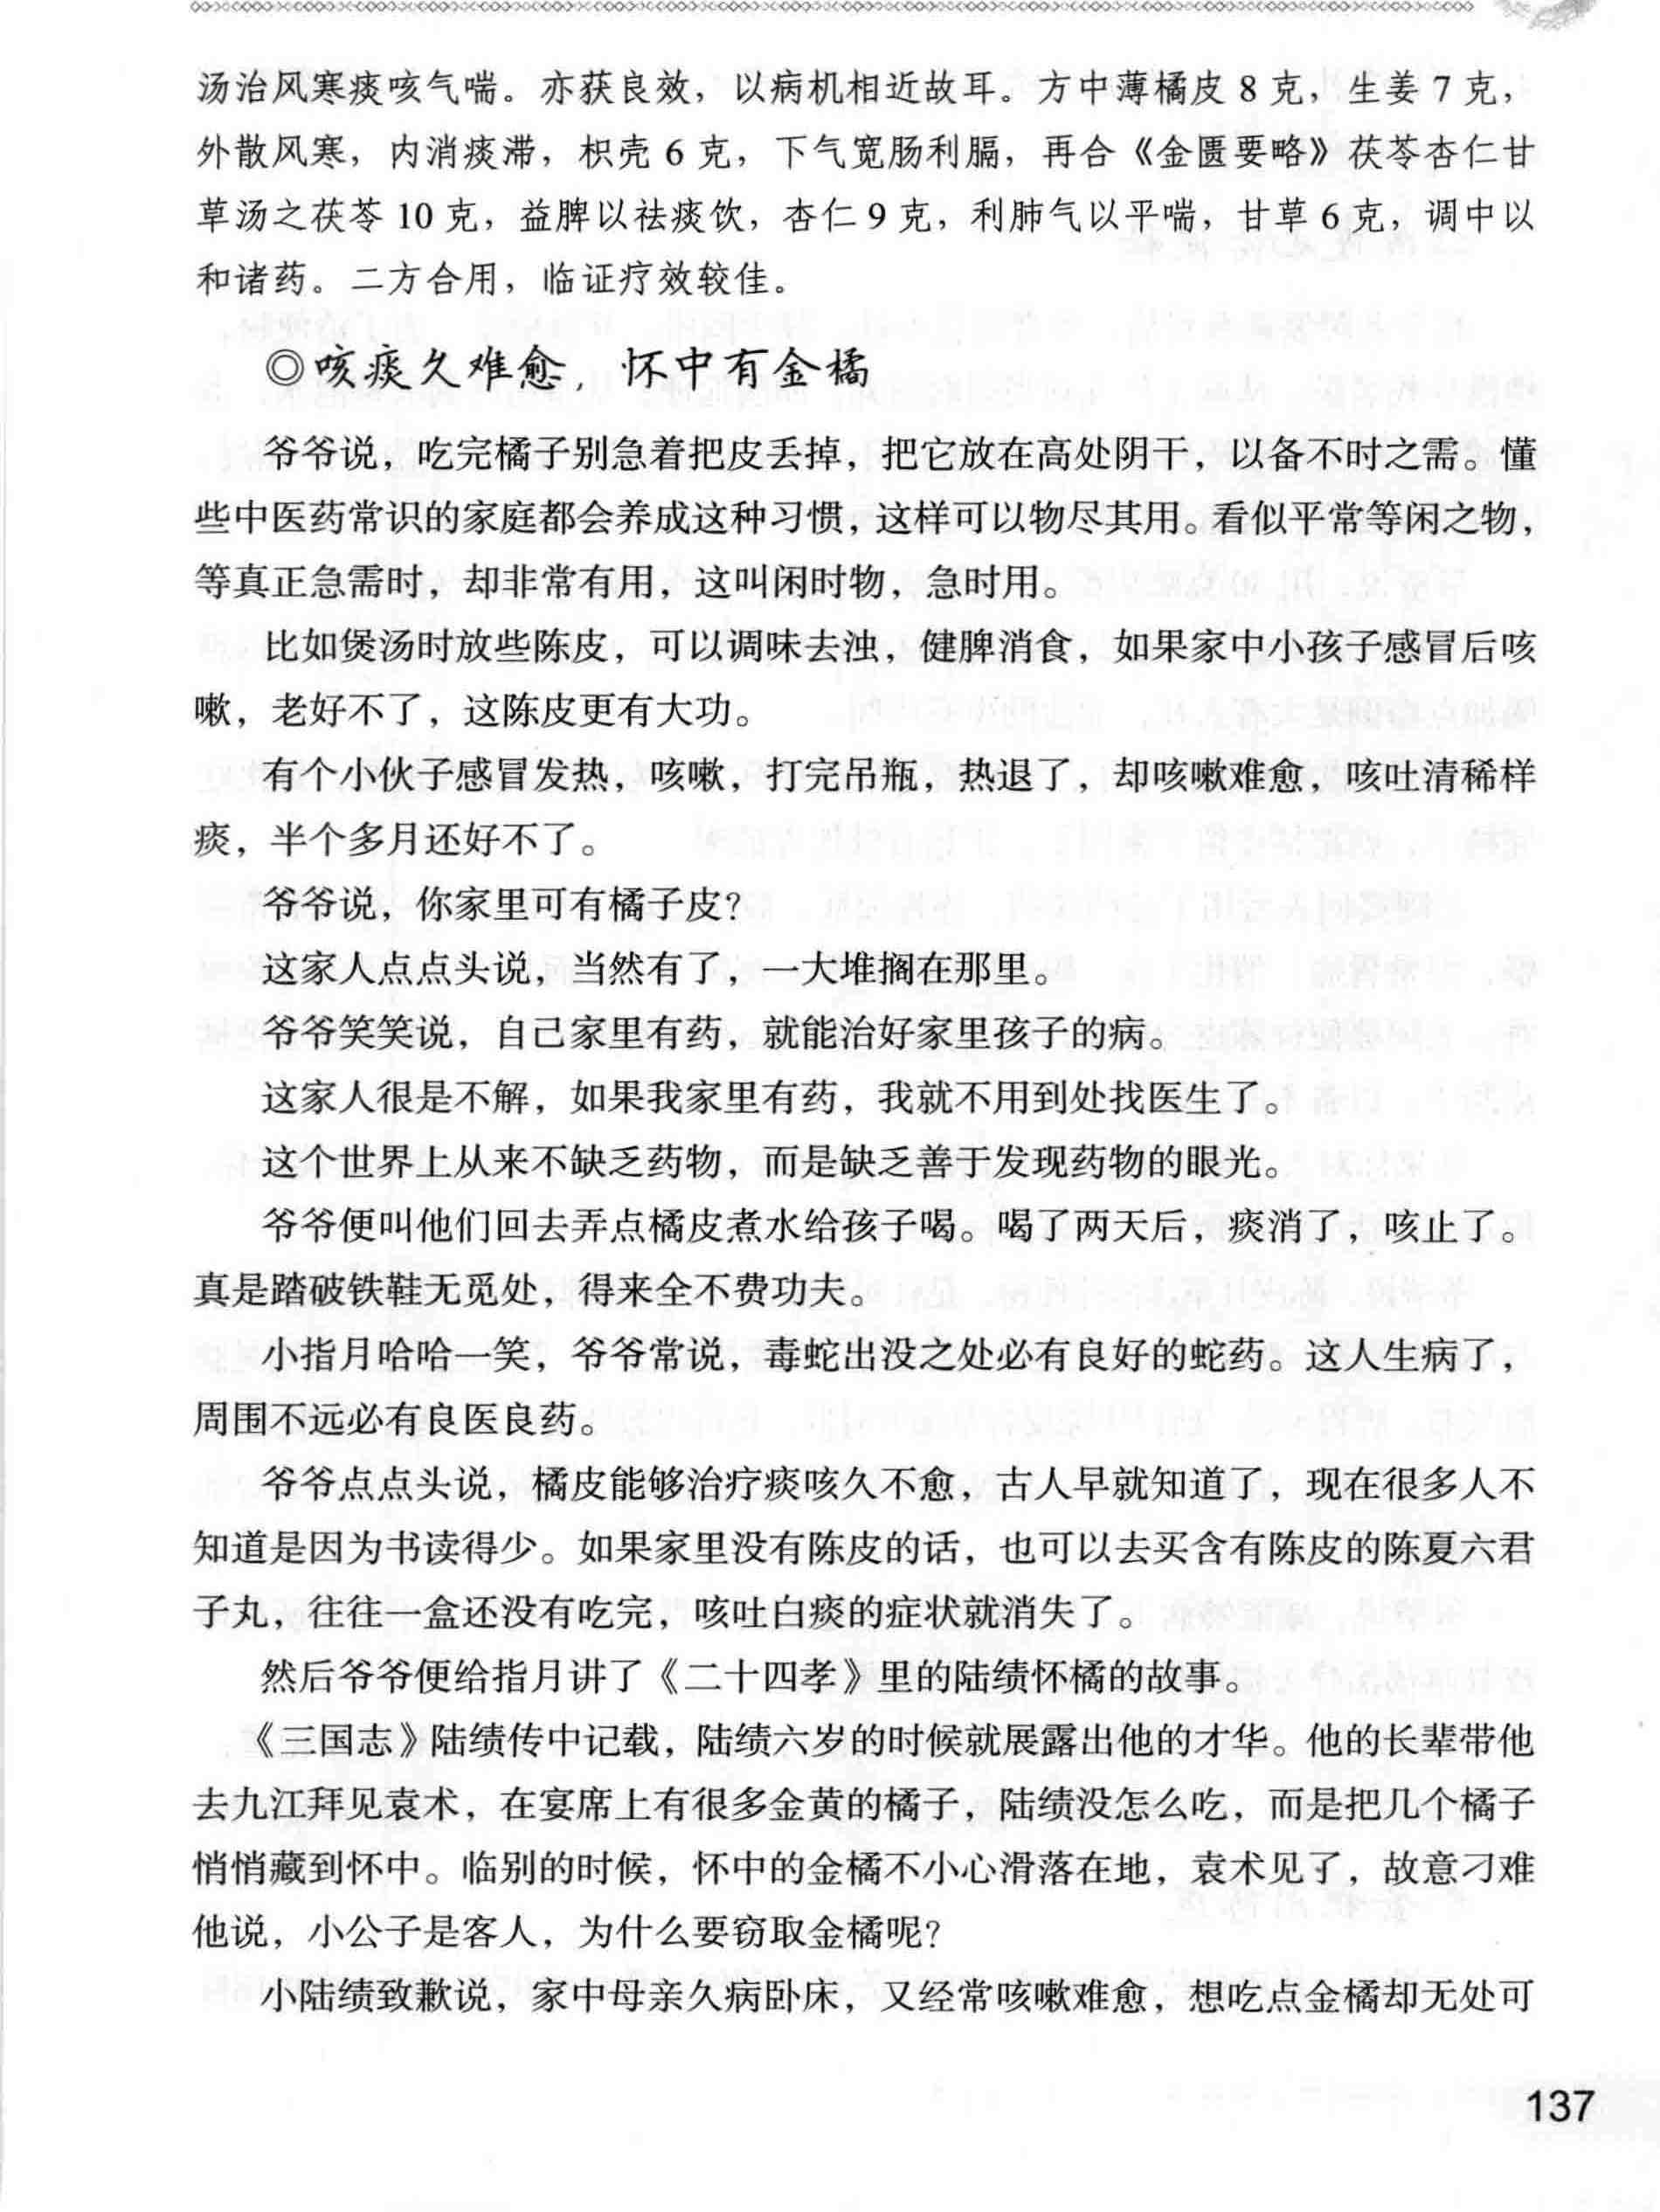 汤治风寒痰咳气喘。亦获良效，以病机相近故耳。方中薄橘皮 8 克，生姜 7 克，
外散风寒，内消痰滞，枳壳 6 克，下气宽肠利膈，再合《金匮要略》茯苓杏仁甘
草汤之茯苓 10 克，益脾以祛痰饮，杏仁 9 克，利肺气以平喘，甘草 6 克，调中以
和诸药。二方合用，临证疗效较佳。
◎咳痰久难愈，怀中有金橘
爷爷说，吃完橘子别急着把皮丢掉，把它放在高处阴干，以备不时之需。懂
些中医药常识的家庭都会养成这种习惯，这样可以物尽其用。看似平常等闲之物，
等真正急需时，却非常有用，这叫闲时物，急时用。
比如煲汤时放些陈皮，可以调味去浊，健脾消食，如果家中小孩子感冒后咳
嗽，老好不了，这陈皮更有大功。
有个小伙子感冒发热，咳嗽，打完吊瓶，热退了，却咳嗽难愈，咳吐清稀样
痰，半个多月还好不了。
爷爷说，你家里可有橘子皮？
这家人点点头说，当然有了，一大堆搁在那里。
爷爷笑笑说，自己家里有药，就能治好家里孩子的病。
这家人很是不解，如果我家里有药，我就不用到处找医生了。
这个世界上从来不缺乏药物，而是缺乏善于发现药物的眼光。
爷爷便叫他们回去弄点橘皮煮水给孩子喝。喝了两天后，痰消了，咳止了。
真是踏破铁鞋无觅处，得来全不费功夫。
小指月哈哈一笑，爷爷常说，毒蛇出没之处必有良好的蛇药。这人生病了，
周围不远必有良医良药。
爷爷点点头说，橘皮能够治疗痰咳久不愈，古人早就知道了，现在很多人不
知道是因为书读得少。如果家里没有陈皮的话，也可以去买含有陈皮的陈夏六君
子丸，往往一盒还没有吃完，咳吐白痰的症状就消失了。
然后爷爷便给指月讲了《二十四孝》里的陆绩怀橘的故事。
《三国志》陆绩传中记载，陆绩六岁的时候就展露出他的才华。他的长辈带他
去九江拜见袁术，在宴席上有很多金黄的橘子，陆绩没怎么吃，而是把几个橘子
悄悄藏到怀中。临别的时候，怀中的金橘不小心滑落在地，袁术见了，故意刁难
他说，小公子是客人，为什么要窃取金橘呢？
小陆绩致歉说，家中母亲久病卧床，又经常咳嗽难愈，想吃点金橘却无处可
137